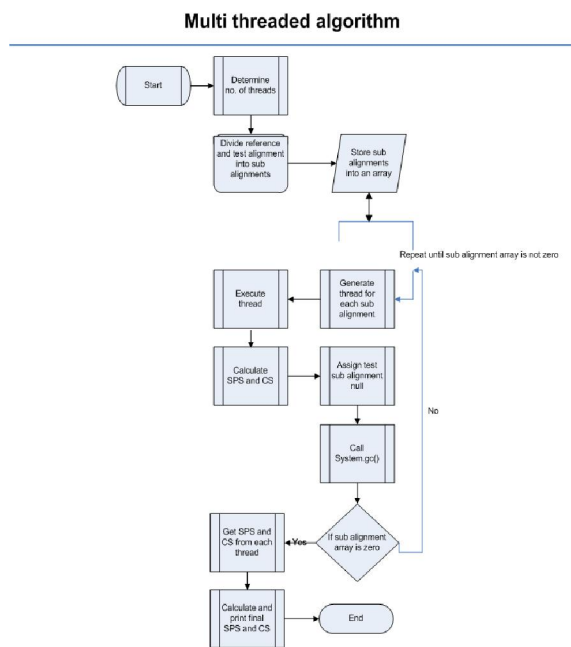 Multi threaded algorithm
Start
Determine
no. of threads
Divide reference
and test alignment
into sub
alignments
Store sub
alignments
into an array
Repeat until sub alignment array is not zero
Generate
thread for
each sub
alignment
Execute
thread
Calculate
SPS and CS
Assign test
sub alignment
null
Call
System.gc()
No
If sub alignment
array is zero
Yes
Get SPS and
CS from each
thread
Calculate and
print final
SPS and CS
End